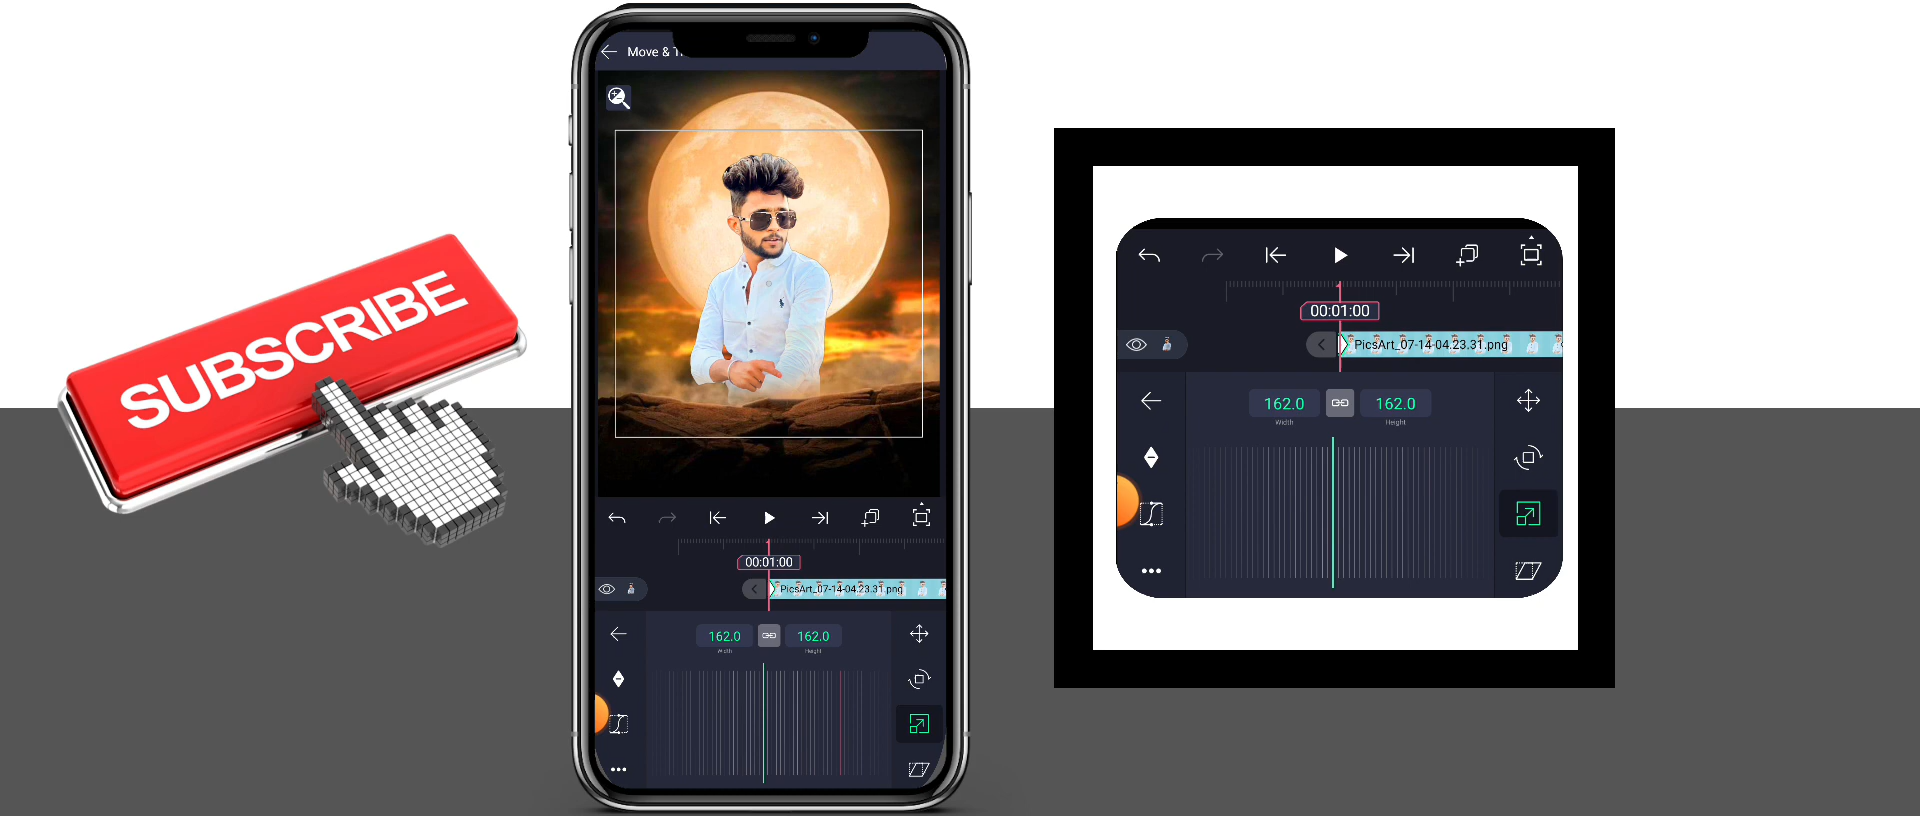 SUBSCRIBE
Move & Tr
00:01:00
PicsArt_07-14-04.23.31.png
162.0 162.0
Width Height
00:01:00
PicsArt_07-14-04.23.31.png
162.0 162.0
Width Height